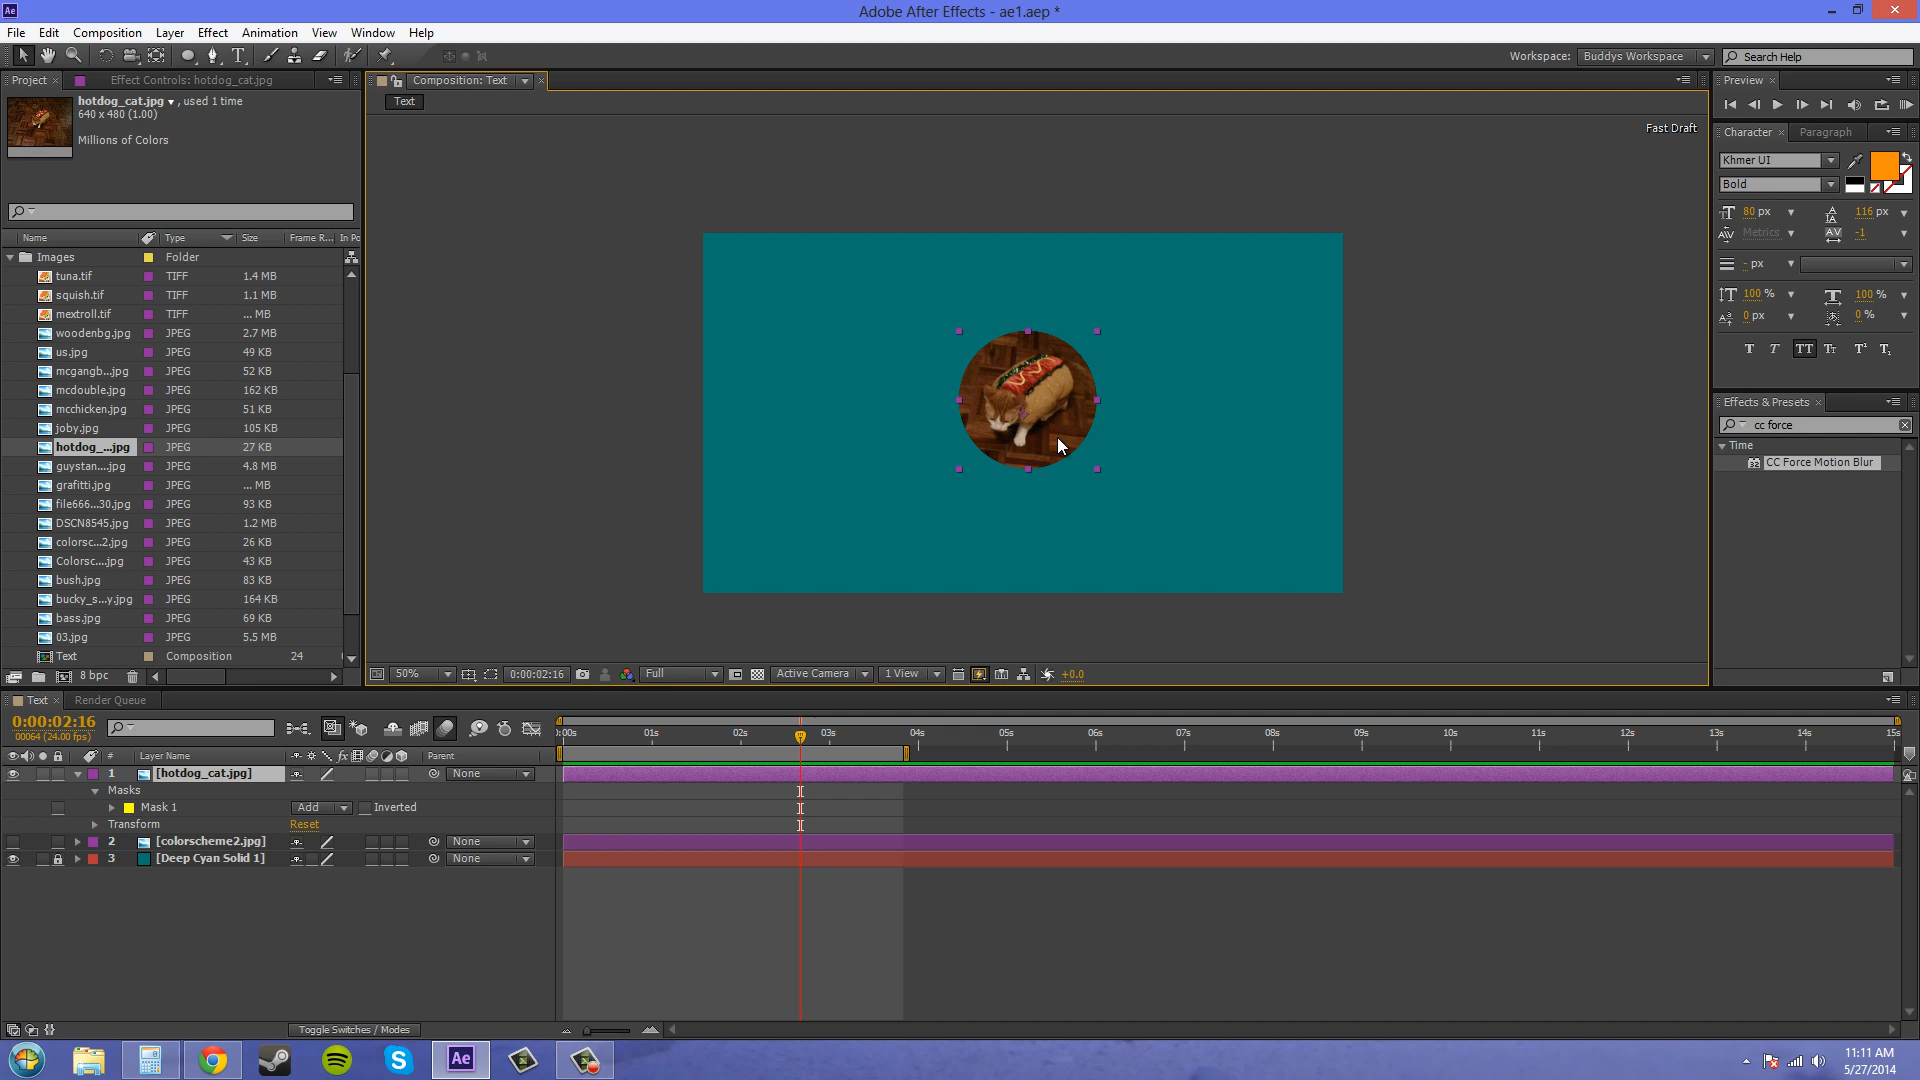 Ae
Adobe After Effects - ae1.aep *
File Edit Composition Layer Effect Animation View Window Help
Workspace: Buddys Workspace Search Help
Project × Effect Controls: hotdog_cat.jpg
hotdog_cat.jpg , used 1 time
640 x 480 (1.00)
Millions of Colors
Name Type Size Frame R... In Po
Images Folder
tuna.tif TIFF 1.4 MB
squish.tif TIFF 1.1 MB
mextroll.tif TIFF ... MB
woodenbg.jpg JPEG 2.7 MB
us.jpg JPEG 49 KB
mcgangb...jpg JPEG 52 KB
mcdouble.jpg JPEG 162 KB
mcchicken.jpg JPEG 51 KB
joby.jpg JPEG 105 KB
hotdog_...jpg JPEG 27 KB
guystan....jpg JPEG 4.8 MB
grafitti.jpg JPEG ... MB
file666...30.jpg JPEG 93 KB
DSCN8545.jpg JPEG 1.2 MB
colorsc...2.jpg JPEG 26 KB
Colorsc....jpg JPEG 43 KB
bush.jpg JPEG 83 KB
bucky_s...y.jpg JPEG 164 KB
bass.jpg JPEG 69 KB
03.jpg JPEG 5.5 MB
Text Composition 24
8 bpc
Composition: Text ×
Text
Fast Draft
50% 0:00:02:16 Full Active Camera 1 View +0.0
Preview ×
Character × Paragraph
Khmer UI
Bold
80 px 116 px
Metrics -1
- px
100 % 100 %
0 px 0 %
T T TT Tt T¹ T₁
Effects & Presets ×
cc force
Time
32 CC Force Motion Blur
Text × Render Queue
0:00:02:16
00064 (24.00 fps)
):00s 01s 02s 03s 04s 05s 06s 07s 08s 09s 10s 11s 12s 13s 14s 15s
# Layer Name fx Parent
1 [hotdog_cat.jpg] None
Masks
Mask 1 Add Inverted
Transform Reset
2 [colorscheme2.jpg] None
3 [Deep Cyan Solid 1] None
Toggle Switches / Modes
S
Ae
11:11 AM
5/27/2014